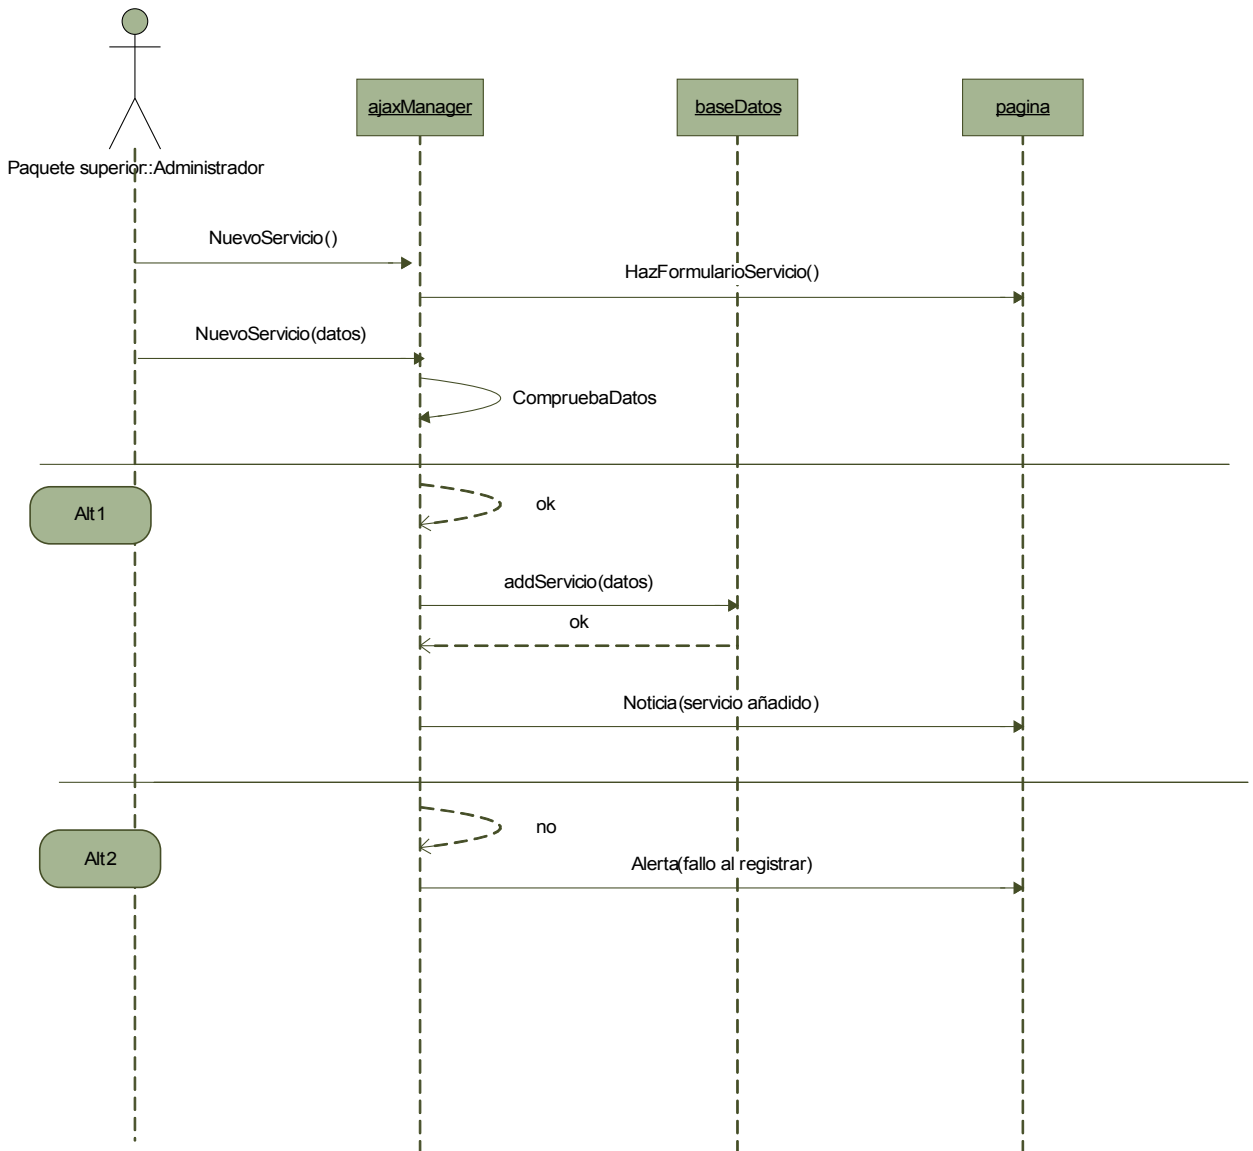 ajaxManager
baseDatos
pagina
Paquete superior::Administrador
NuevoServicio()
HazFormularioServicio()
NuevoServicio(datos)
CompruebaDatos
Alt1
ok
addServicio(datos)
ok
Noticia(servicio añadido)
no
Alt2
Alerta(fallo al registrar)